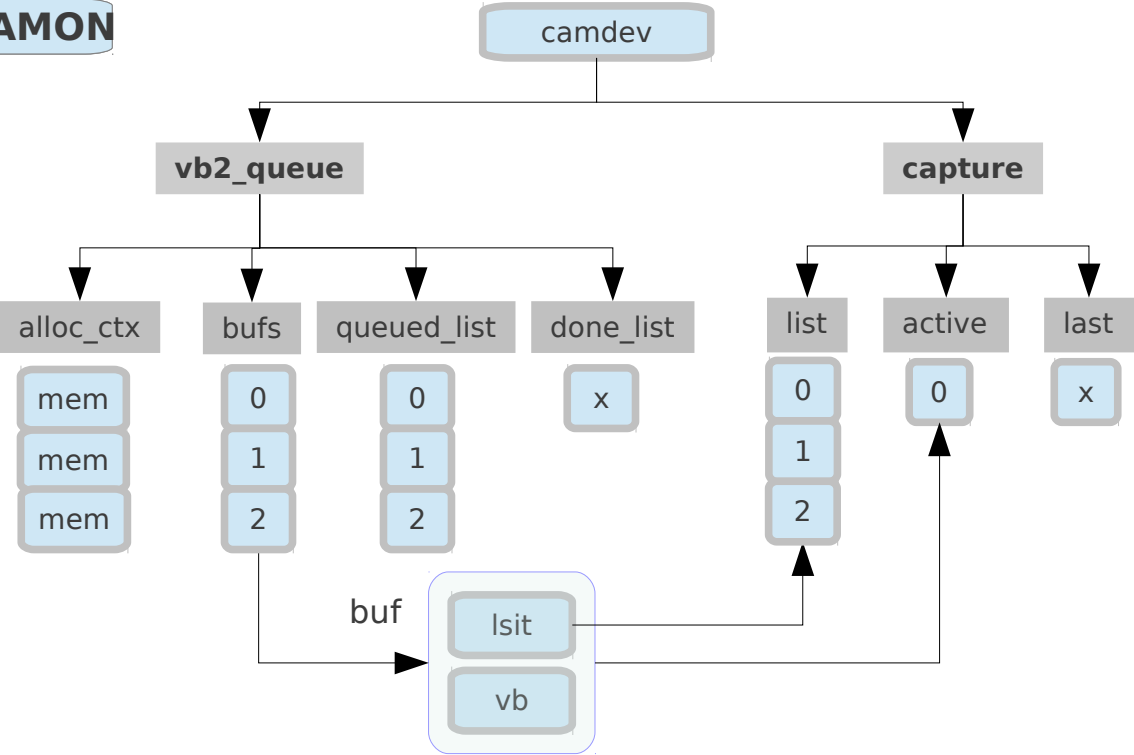 AMON
camdev
vb2_queue
capture
alloc_ctx
bufs
queued_list
done_list
list
active
last
mem
0
0
x
0
0
x
mem
1
1
1
mem
2
2
2
buf
lsit
vb